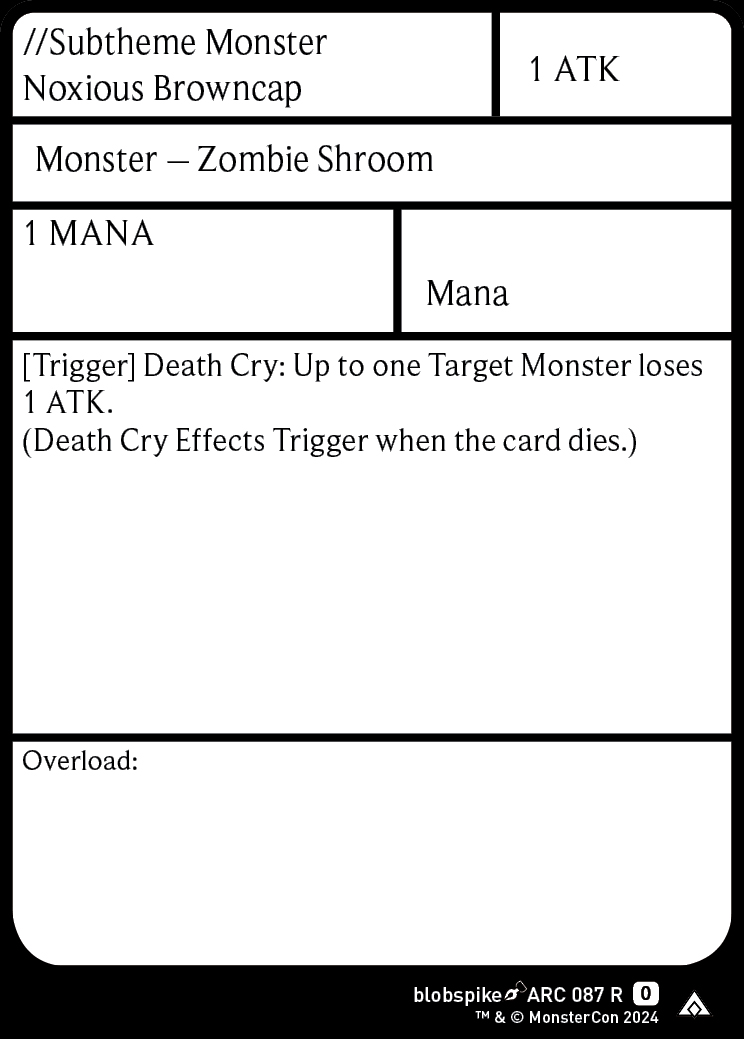 //Subtheme Monster
Noxious Browncap
1 ATK
Monster – Zombie Shroom
1 MANA
Mana
[Trigger] Death Cry: Up to one Target Monster loses
1 ATK.
(Death Cry Effects Trigger when the card dies.)
Overload:
blobspike ARC 087 R 0
™ & © MonsterCon 2024